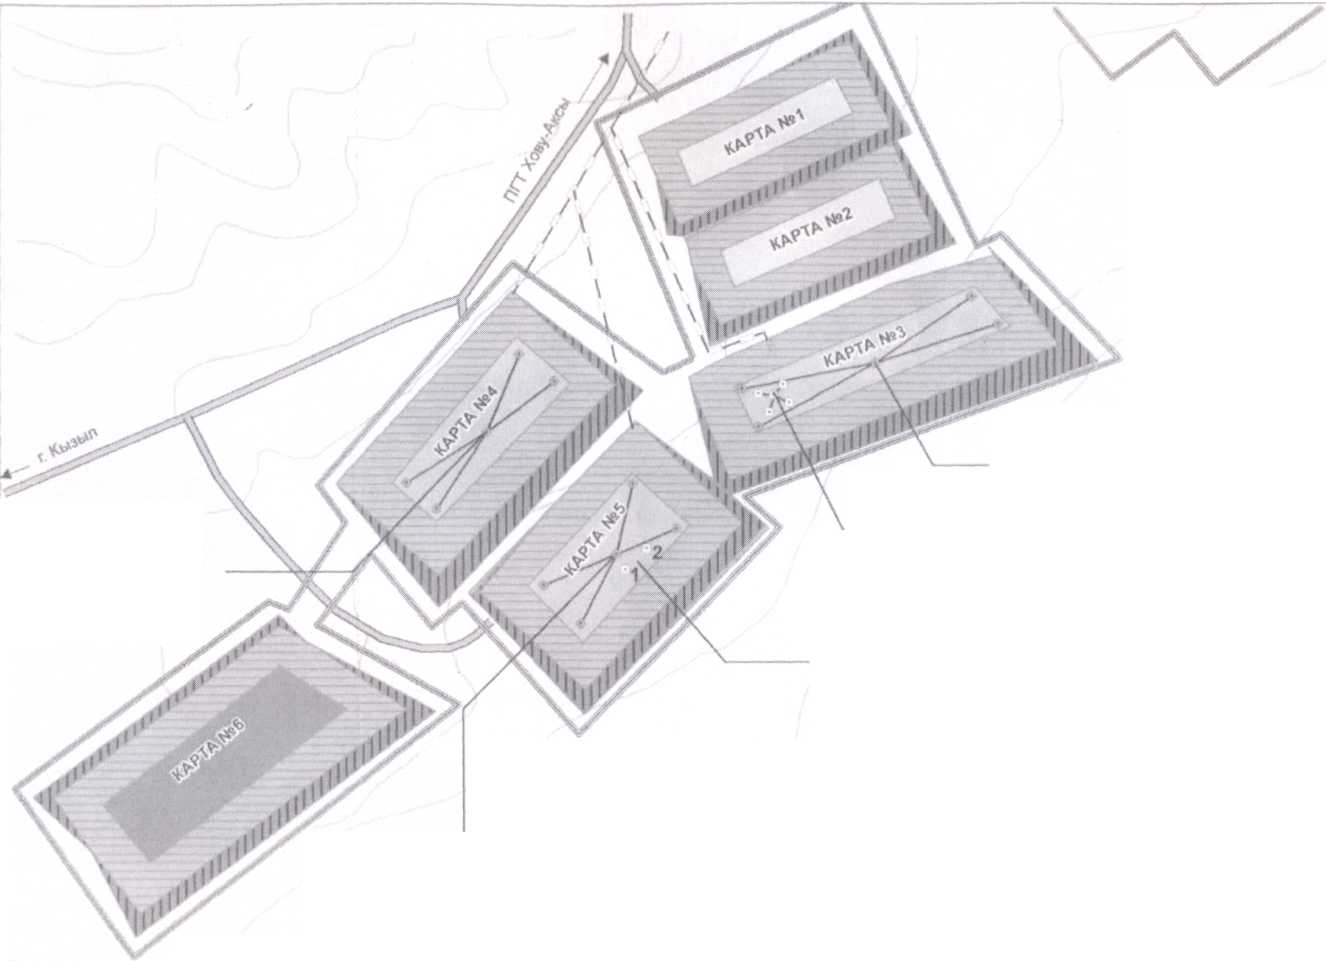 КАРТА №1
ПГТ Хову-Аксы
КАРТА №2
КАРТА №3
КАРТА №4
г. Кызыл
КАРТА №5
2
1
КАРТА №6